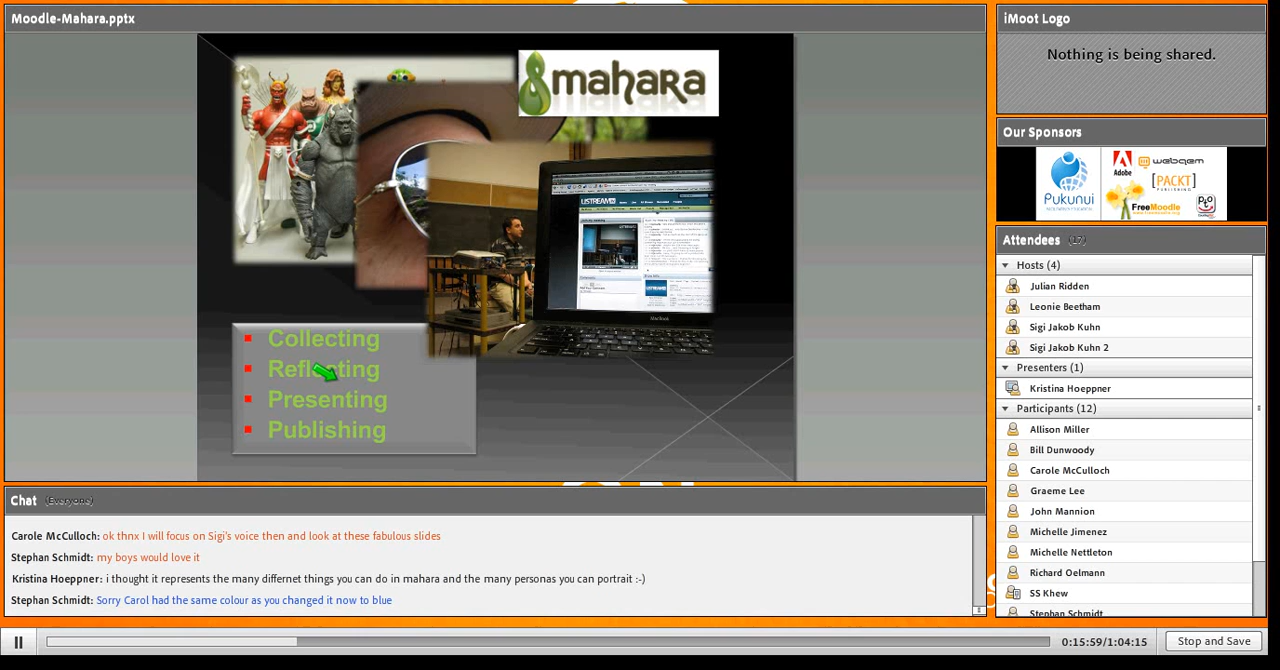 Moodle-Mahara.pptx
mahara
USTREAM
MacBook
Collecting
Reflecting
Presenting
Publishing
Chat (Everyone)
Carole McCulloch: ok thnx I will focus on Sigi's voice then and look at these fabulous slides
Stephan Schmidt: my boys would love it
Kristina Hoeppner: i thought it represents the many differnet things you can do in mahara and the many personas you can portrait :-)
Stephan Schmidt: Sorry Carol had the same colour as you changed it now to blue
0:15:59/1:04:15
Stop and Save
iMoot Logo
Nothing is being shared.
Our Sponsors
Pukunui
Adobe
webqem
[PACKT]
PUBLISHING
FreeMoodle
Attendees (17)
Hosts (4)
Julian Ridden
Leonie Beetham
Sigi Jakob Kuhn
Sigi Jakob Kuhn 2
Presenters (1)
Kristina Hoeppner
Participants (12)
Allison Miller
Bill Dunwoody
Carole McCulloch
Graeme Lee
John Mannion
Michelle Jimenez
Michelle Nettleton
Richard Oelmann
SS Khew
Stephan Schmidt